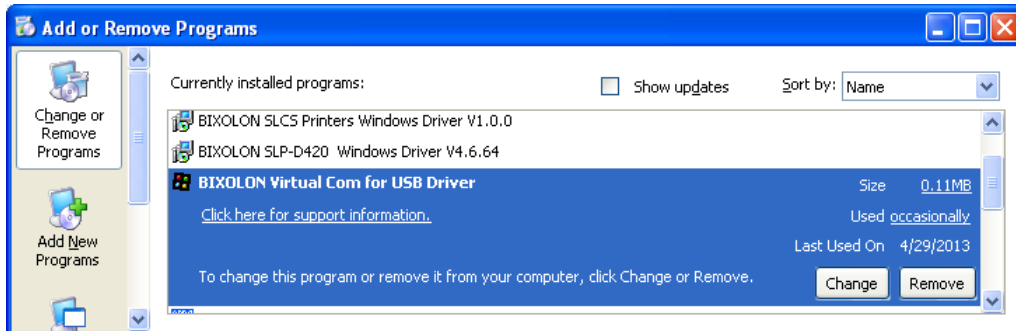 Add or Remove Programs
Change or
Remove
Programs
Add New
Programs
Currently installed programs:
Show updates
Sort by: Name
BIXOLON SLCS Printers Windows Driver V1.0.0
BIXOLON SLP-D420  Windows Driver V4.6.64
BIXOLON Virtual Com for USB Driver
Size 0.11MB
Click here for support information.
Used occasionally
Last Used On 4/29/2013
To change this program or remove it from your computer, click Change or Remove.
Change Remove